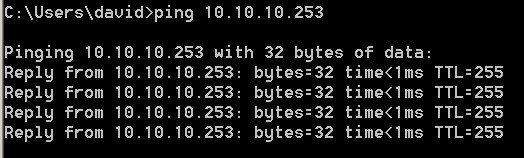 C:\Users\david>ping 10.10.10.253
Pinging 10.10.10.253 with 32 bytes of data:
Reply from 10.10.10.253: bytes=32 time<1ms TTL=255
Reply from 10.10.10.253: bytes=32 time<1ms TTL=255
Reply from 10.10.10.253: bytes=32 time<1ms TTL=255
Reply from 10.10.10.253: bytes=32 time<1ms TTL=255